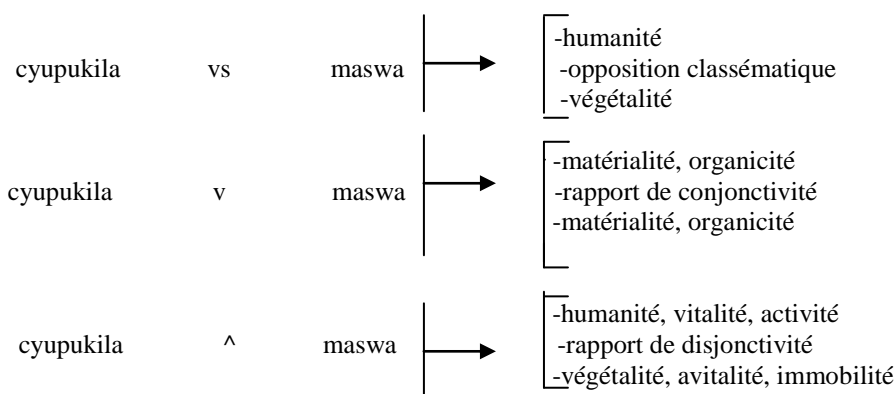 -humanité
cyupukila vs maswa -opposition classématique
-végétalité
-matérialité, organicité
cyupukila v maswa -rapport de conjonctivité
-matérialité, organicité
-humanité, vitalité, activité
cyupukila ^ maswa -rapport de disjonctivité
-végétalité, avitalité, immobilité